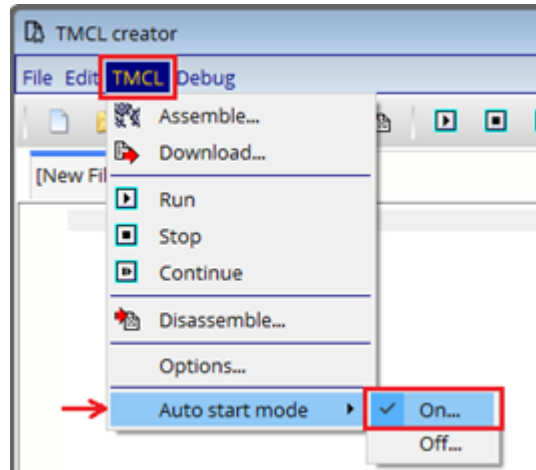 TMCL creator
File Edit TMCL Debug
Assemble...
Download...
[New Fil
Run
Stop
Continue
Disassemble...
Options...
Auto start mode
On...
Off...